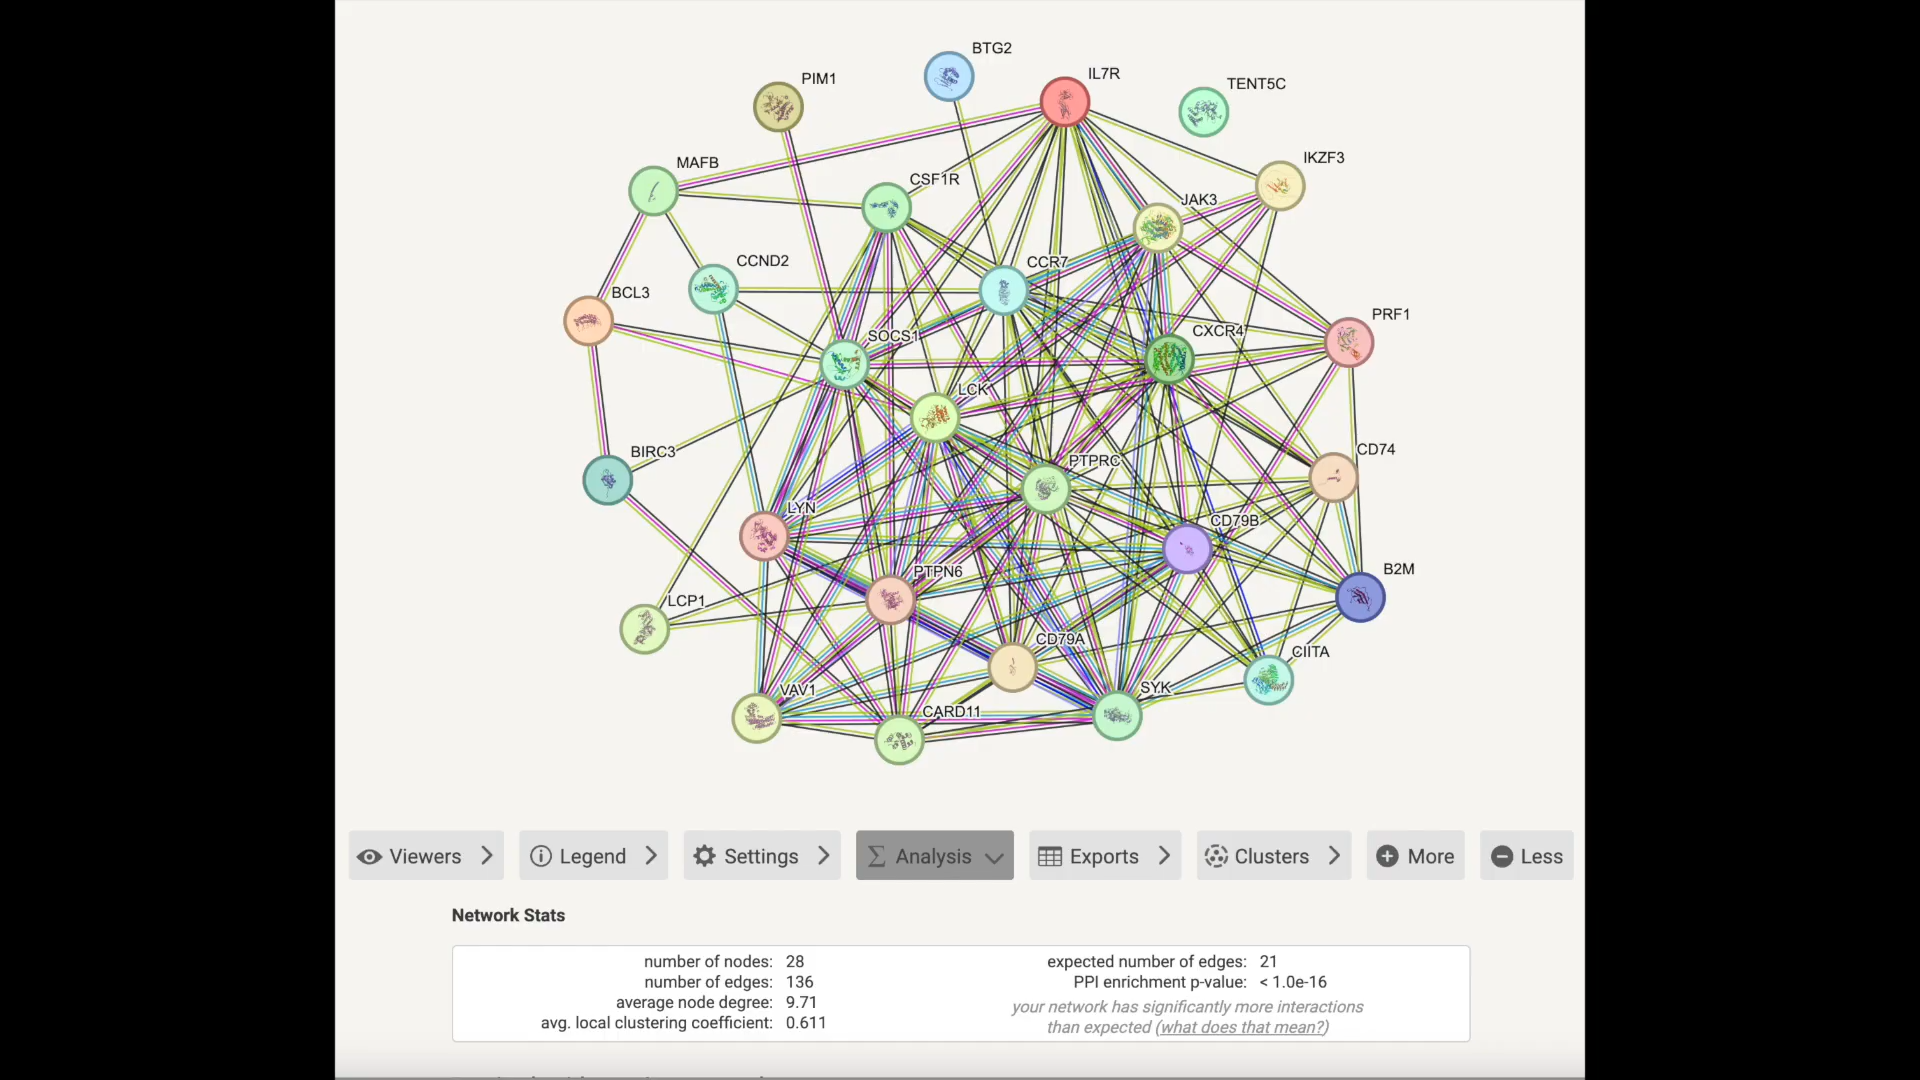 BTG2
IL7R
PIM1
TENT5C
IKZF3
MAFB
CSF1R
JAK3
CCND2
CCR7
BCL3
PRF1
CXCR4
SOCS1
LCK
BIRC3
CD74
PTPRC
LYN
CD79B
PTPN6
B2M
LCP1
CD79A
CIITA
VAV1
SYK
CARD11
Viewers
Legend
Settings
Analysis
Exports
Clusters
More
Less
Network Stats
number of nodes: 28
number of edges: 136
average node degree: 9.71
avg. local clustering coefficient: 0.611
expected number of edges: 21
PPI enrichment p-value: < 1.0e-16
your network has significantly more interactions
than expected (what does that mean?)